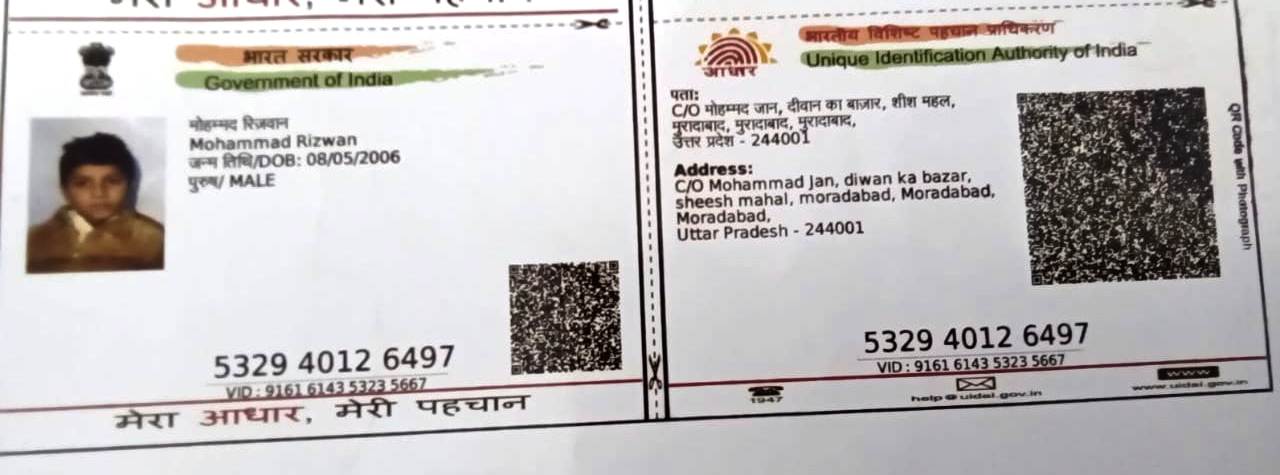 भारत सरकार
Government of India
मोहम्मद रिजवान
Mohammad Rizwan
जन्म तिथि/DOB: 08/05/2006
पुरुष/ MALE
5329 4012 6497
VID : 9161 6143 5323 5667
मेरा आधार, मेरी पहचान
भारतीय विशिष्ट पहचान प्राधिकरण
Unique Identification Authority of India
आधार
पता:
C/O मोहम्मद जान, दीवान का बाज़ार, शीश महल,
मुरादाबाद, मुरादाबाद, मुरादाबाद,
उत्तर प्रदेश - 244001
Address:
C/O Mohammad Jan, diwan ka bazar,
sheesh mahal, moradabad, Moradabad,
Moradabad,
Uttar Pradesh - 244001
QR Code with Photograph
5329 4012 6497
VID : 9161 6143 5323 5667
1947
help@uidai.gov.in
www
www.uidai.gov.in